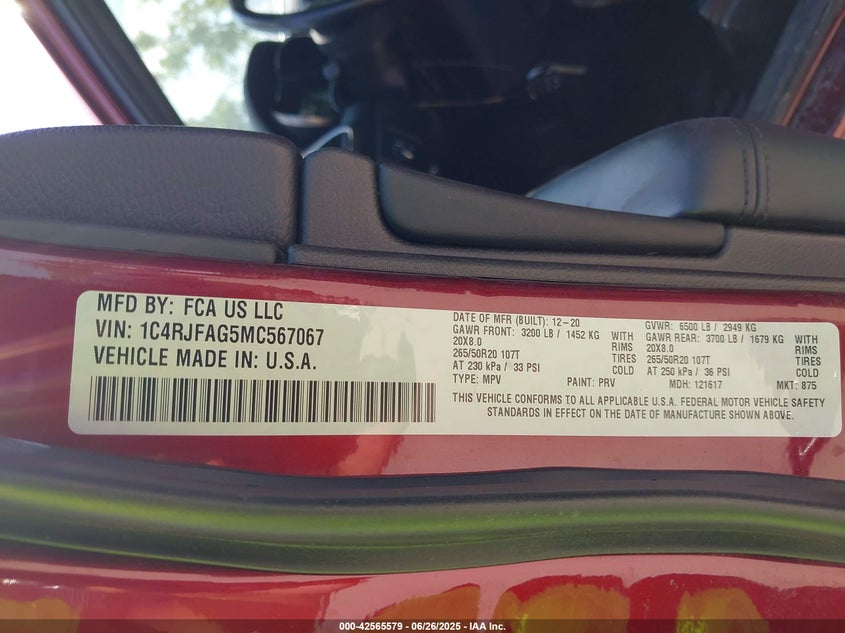 MFD BY: FCA US LLC
VIN: 1C4RJFAG5MC567067
VEHICLE MADE IN: U.S.A.
DATE OF MFR (BUILT): 12-20
GAWR FRONT: 3200 LB / 1452 KG WITH
20X8.0 RIMS
265/50R20 107T TIRES
AT 230 kPa / 33 PSI COLD
TYPE: MPV PAINT: PRV
GVWR: 6500 LB / 2949 KG
GAWR REAR: 3700 LB / 1679 KG WITH
20X8.0 RIMS
265/50R20 107T TIRES
AT 250 kPa / 36 PSI COLD
MDH: 121617 MKT: 875
THIS VEHICLE CONFORMS TO ALL APPLICABLE U.S.A. FEDERAL MOTOR VEHICLE SAFETY
STANDARDS IN EFFECT ON THE DATE OF MANUFACTURE SHOWN ABOVE.
000-42565579 | 06/26/2025 | IAA Inc.